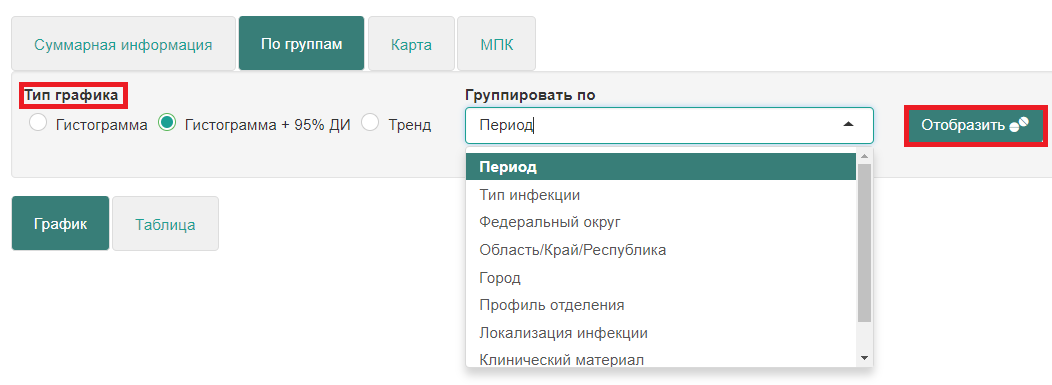 Суммарная информация
По группам
Карта
МПК
Тип графика
Гистограмма
Гистограмма + 95% ДИ
Тренд
Группировать по
Период
Отобразить
Период
Тип инфекции
Федеральный округ
Область/Край/Республика
Город
Профиль отделения
Локализация инфекции
Клинический материал
График
Таблица